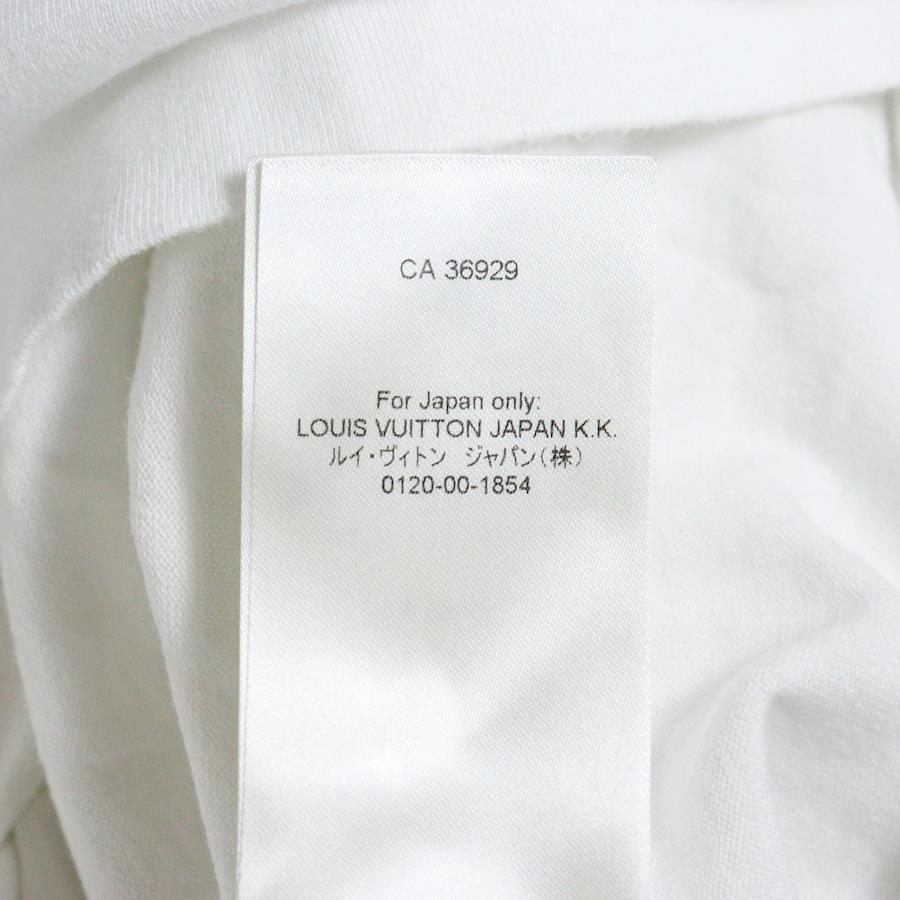 CA 36929
For Japan only:
LOUIS VUITTON JAPAN K.K.
ルイ・ヴィトン　ジャパン(株)
0120-00-1854